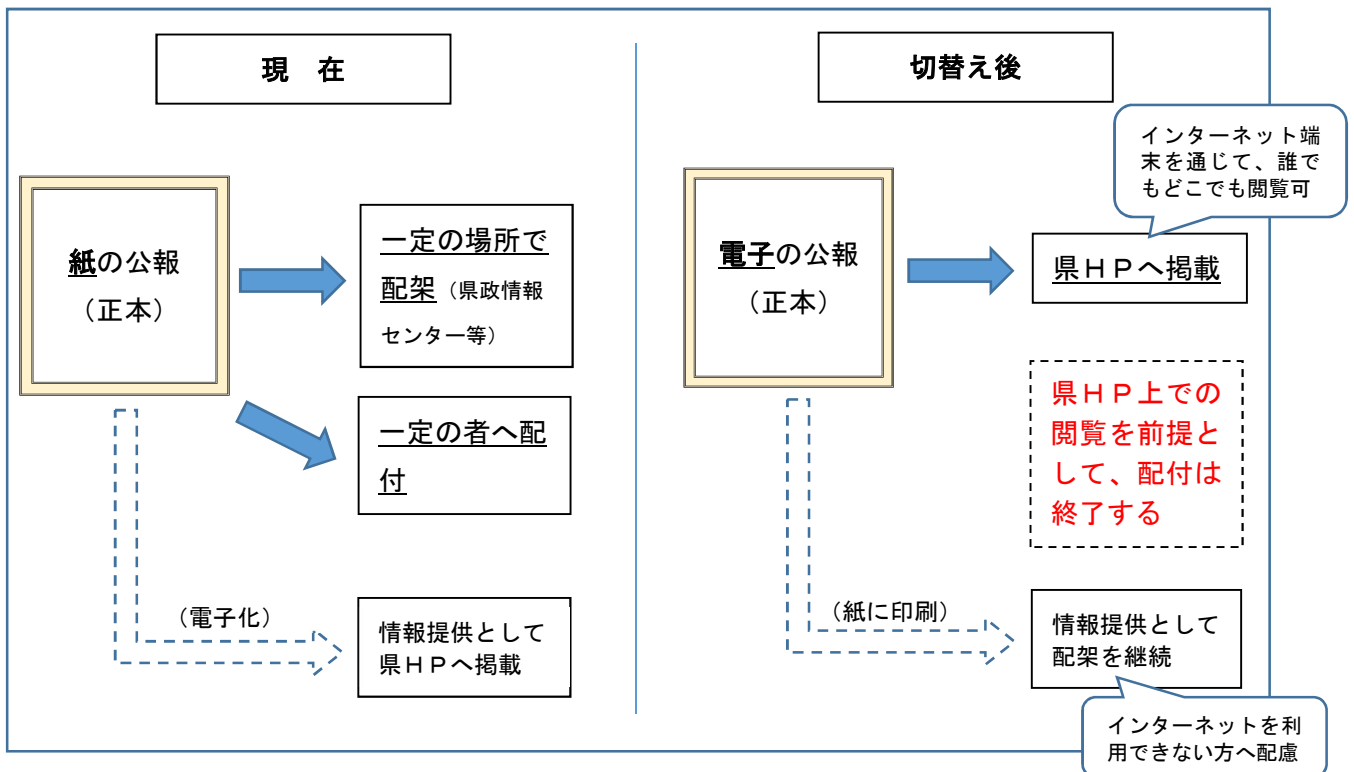 現　在
紙の公報
（正本）
一定の場所で
配架（県政情報
センター等）
一定の者へ配
付
（電子化）
情報提供として
県ＨＰへ掲載
切替え後
インターネット端
末を通じて、誰で
もどこでも閲覧可
電子の公報
（正本）
県ＨＰへ掲載
県ＨＰ上での
閲覧を前提と
して、配付は
終了する
（紙に印刷）
情報提供として
配架を継続
インターネットを利
用できない方へ配慮